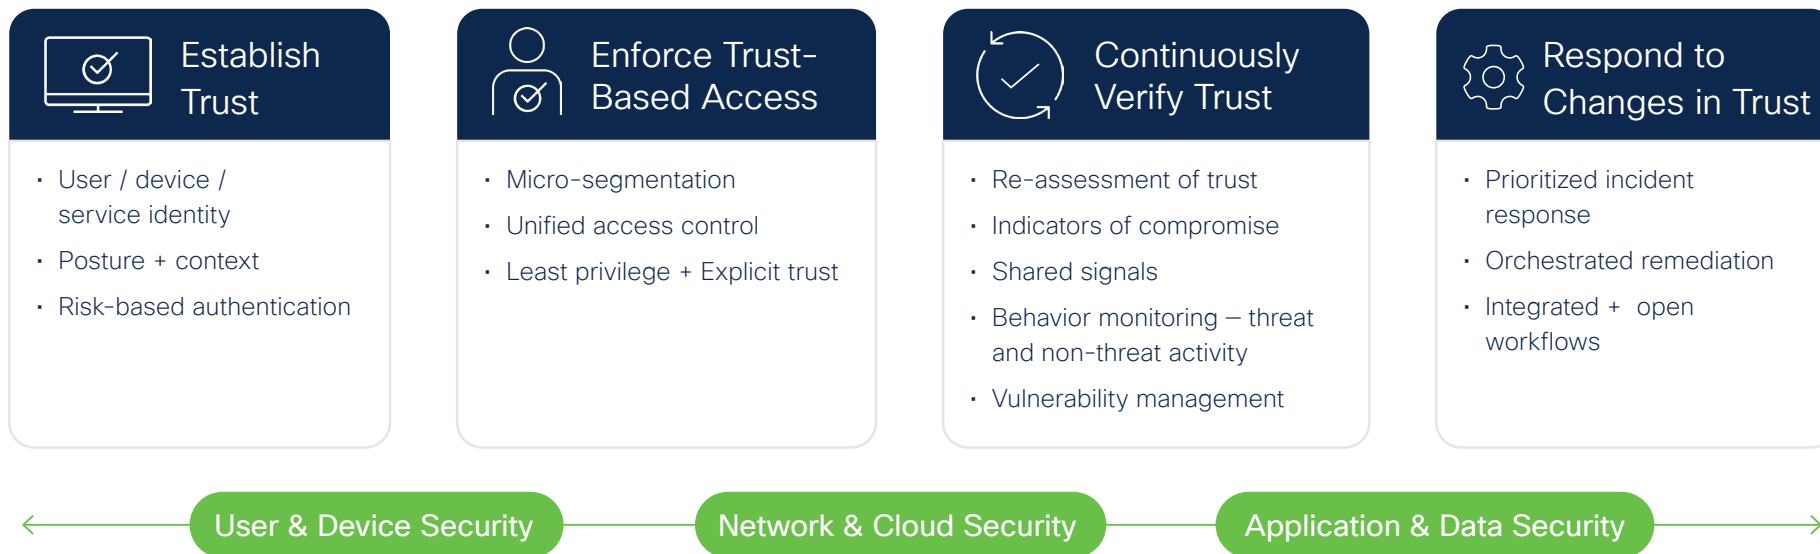 Establish
Trust
• User / device /
service identity
• Posture + context
• Risk-based authentication
Enforce Trust-
Based Access
• Micro-segmentation
• Unified access control
• Least privilege + Explicit trust
Continuously
Verify Trust
• Re-assessment of trust
• Indicators of compromise
• Shared signals
• Behavior monitoring – threat
and non-threat activity
• Vulnerability management
Respond to
Changes in Trust
• Prioritized incident
response
• Orchestrated remediation
• Integrated + open
workflows
User & Device Security
Network & Cloud Security
Application & Data Security